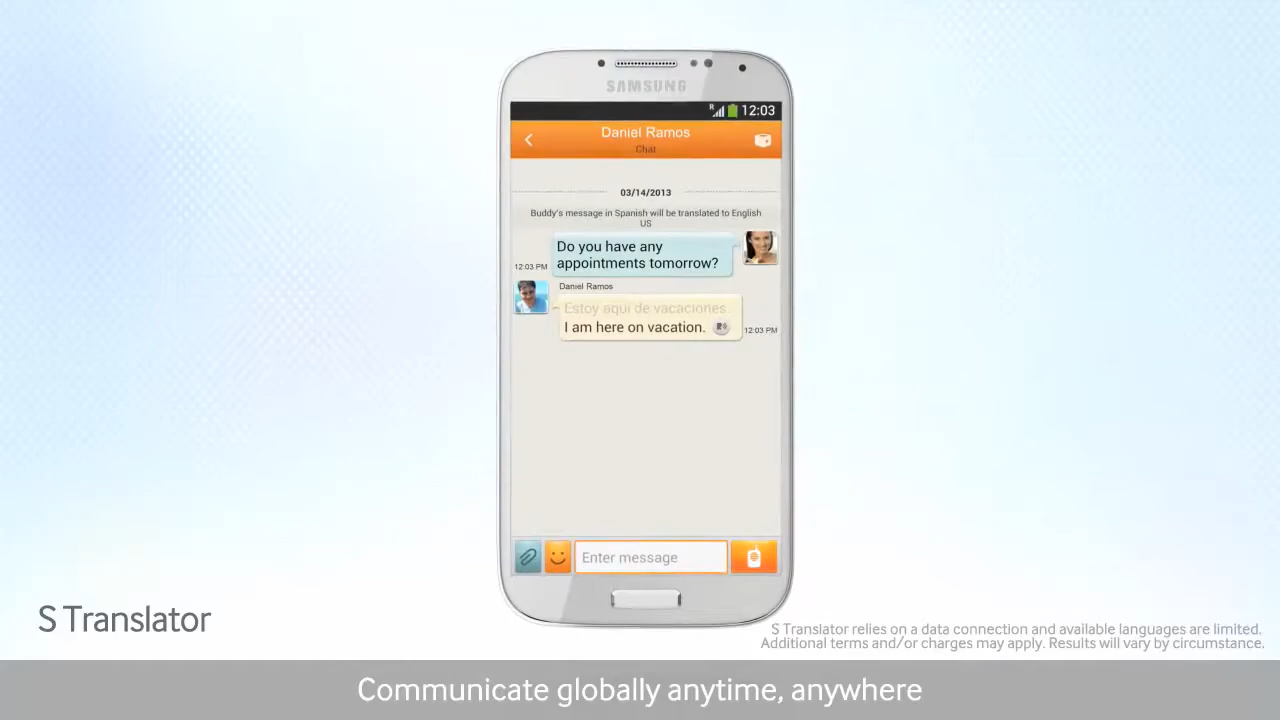 SAMSUNG
R 12:03
Daniel Ramos
Chat
03/14/2013
Buddy's message in Spanish will be translated to English
US
Do you have any
appointments tomorrow?
12:03 PM
Daniel Ramos
Estoy aqui de vacaciones.
I am here on vacation.
12:03 PM
Enter message
S Translator
S Translator relies on a data connection and available languages are limited.
Additional terms and/or charges may apply. Results will vary by circumstance.
Communicate globally anytime, anywhere